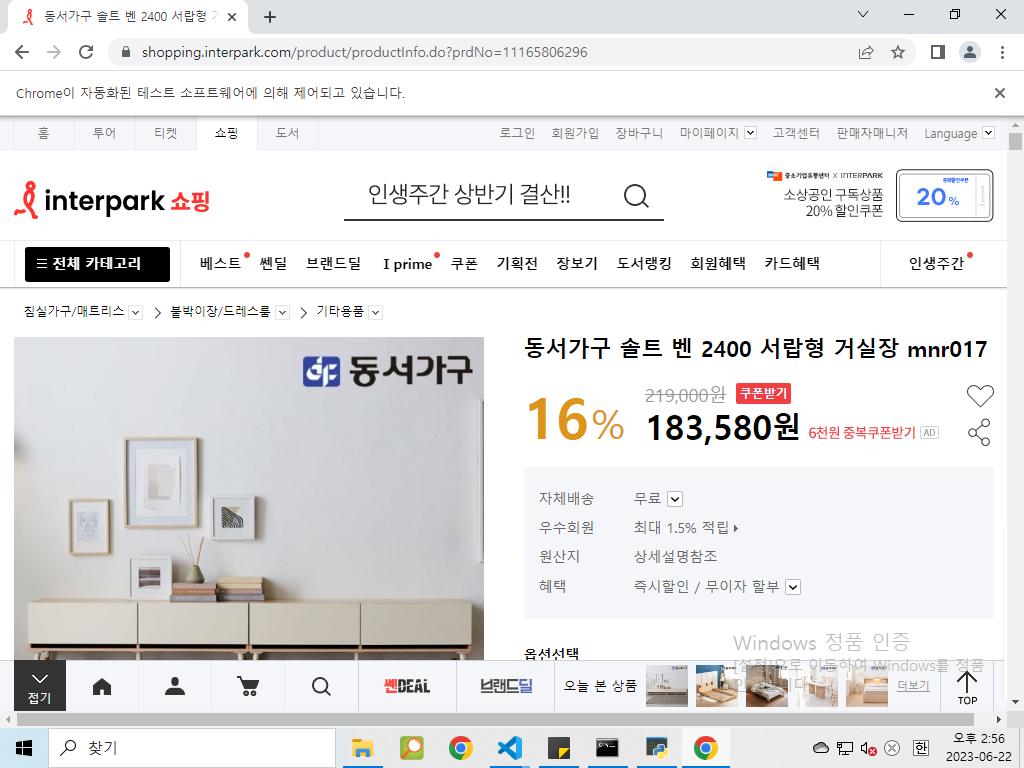 동서가구 솔트 벤 2400 서랍형
shopping.interpark.com/product/productInfo.do?prdNo=11165806296
Chrome이 자동화된 테스트 소프트웨어에 의해 제어되고 있습니다.
홈 투어 티켓 쇼핑 도서 로그인 회원가입 장바구니 마이페이지 고객센터 판매자매니저 Language
중소기업유통센터 X INTERPARK
interpark 쇼핑 인생주간 상반기 결산!! 소상공인 구독상품 20%
20% 할인쿠폰
전체 카테고리 베스트 쎈딜 브랜드딜 I prime 쿠폰 기획전 장보기 도서랭킹 회원혜택 카드혜택 인생주간
침실가구/매트리스 붙박이장/드레스룸 기타용품
동서가구
동서가구 솔트 벤 2400 서랍형 거실장 mnr017
16% 219,000원 쿠폰받기
183,580원 6천원 중복쿠폰받기 AD
자체배송 무료
우수회원 최대 1.5% 적립
원산지 상세설명참조
혜택 즉시할인 / 무이자 할부
옵션선택
Windows 정품 인증
[설정]으로 이동하여 Windows를 정품
접기 쎈DEAL 브랜드딜 오늘 본 상품 더보기 TOP
찾기 한 오후 2:56
2023-06-22